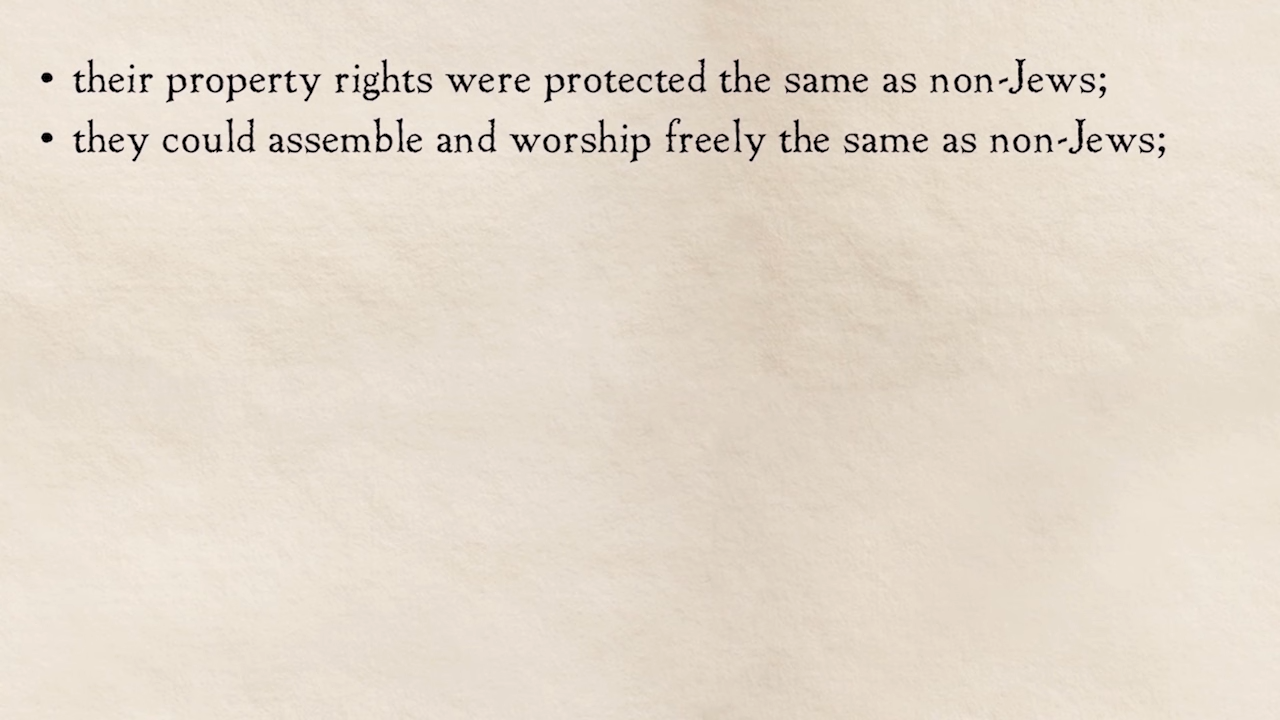 • their property rights were protected the same as non-Jews;
• they could assemble and worship freely the same as non-Jews;